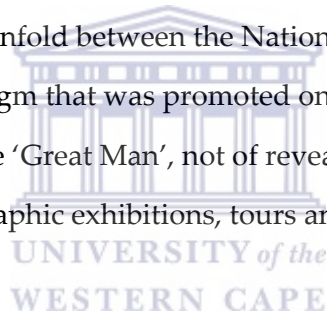 nfold between the Nation
gm that was promoted on
e ‘Great Man’, not of revea
aphic exhibitions, tours an
UNIVERSITY of the
WESTERN CAPE